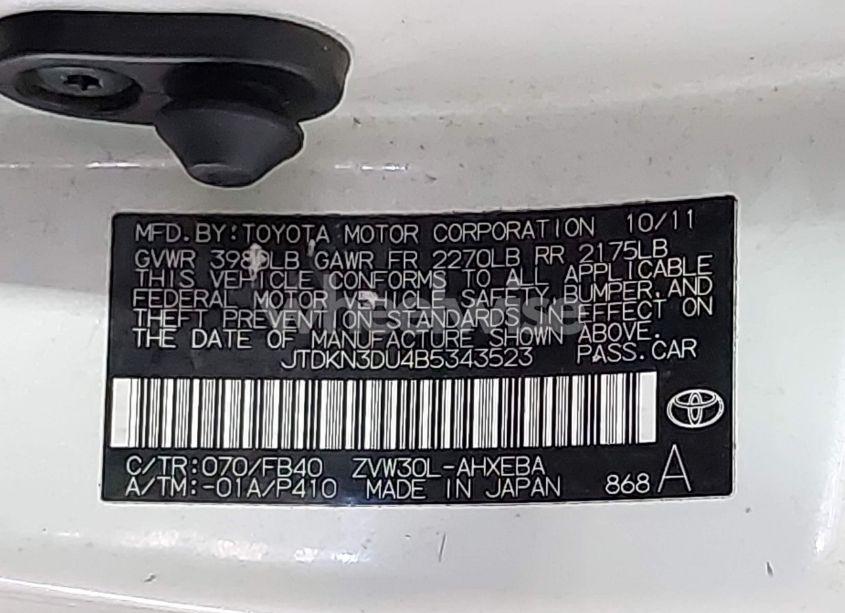 MFD.BY:TOYOTA MOTOR CORPORATION 10/11
GVWR 3980LB GAWR FR 2270LB RR 2175LB
THIS VEHICLE CONFORMS TO ALL APPLICABLE
FEDERAL MOTOR VEHICLE SAFETY, BUMPER, AND
THEFT PREVENTION STANDARDS IN EFFECT ON
THE DATE OF MANUFACTURE SHOWN ABOVE.
JTDKN3DU4B5343523 PASS.CAR
C/TR:070/FB40 ZVW30L-AHXEBA
A/TM:-01A/P410 MADE IN JAPAN 868 A